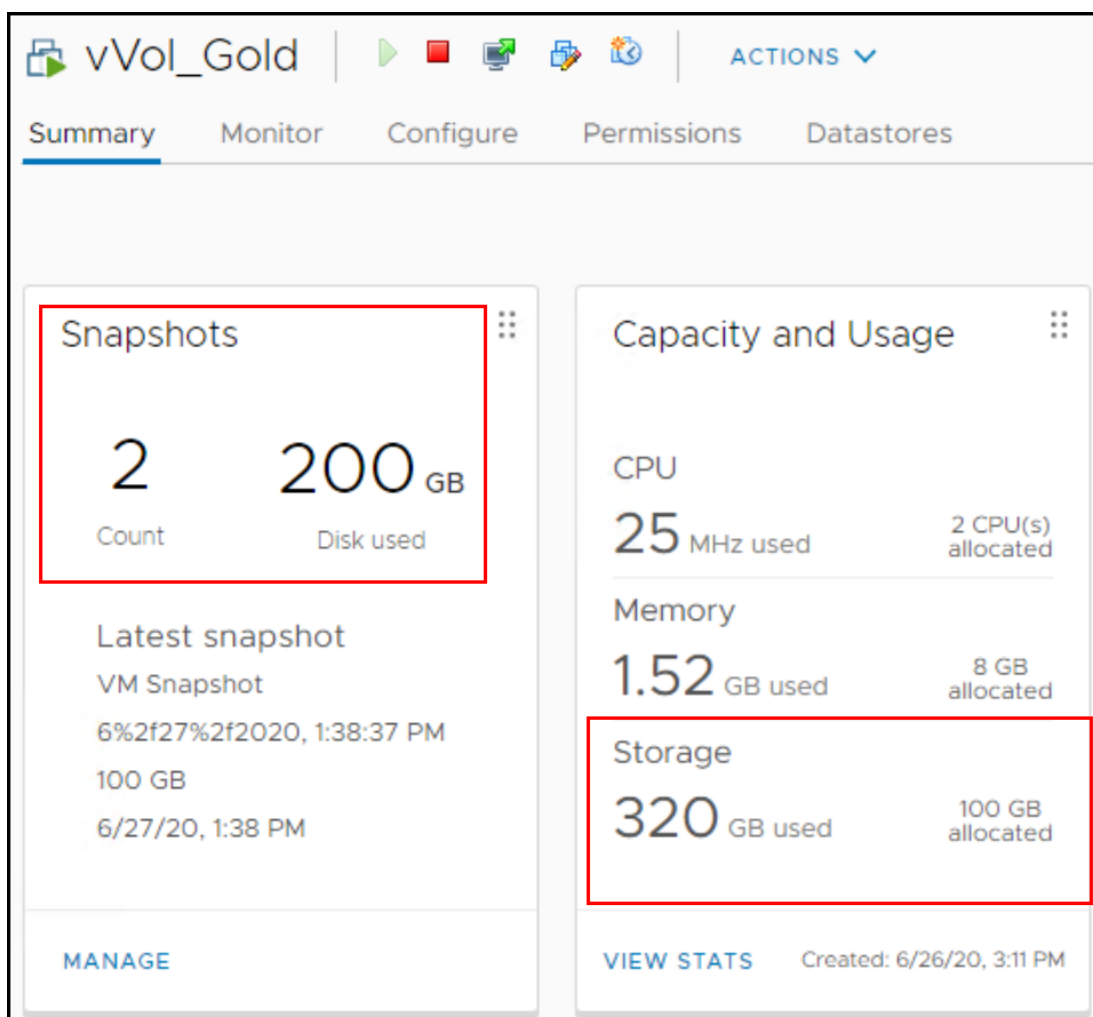 vVol_Gold ACTIONS
Summary Monitor Configure Permissions Datastores
Snapshots
2 200 GB
Count Disk used
Latest snapshot
VM Snapshot
6%2f27%2f2020, 1:38:37 PM
100 GB
6/27/20, 1:38 PM
MANAGE
Capacity and Usage
CPU
25 MHz used 2 CPU(s)
allocated
Memory
1.52 GB used 8 GB
allocated
Storage
320 GB used 100 GB
allocated
VIEW STATS Created: 6/26/20, 3:11 PM